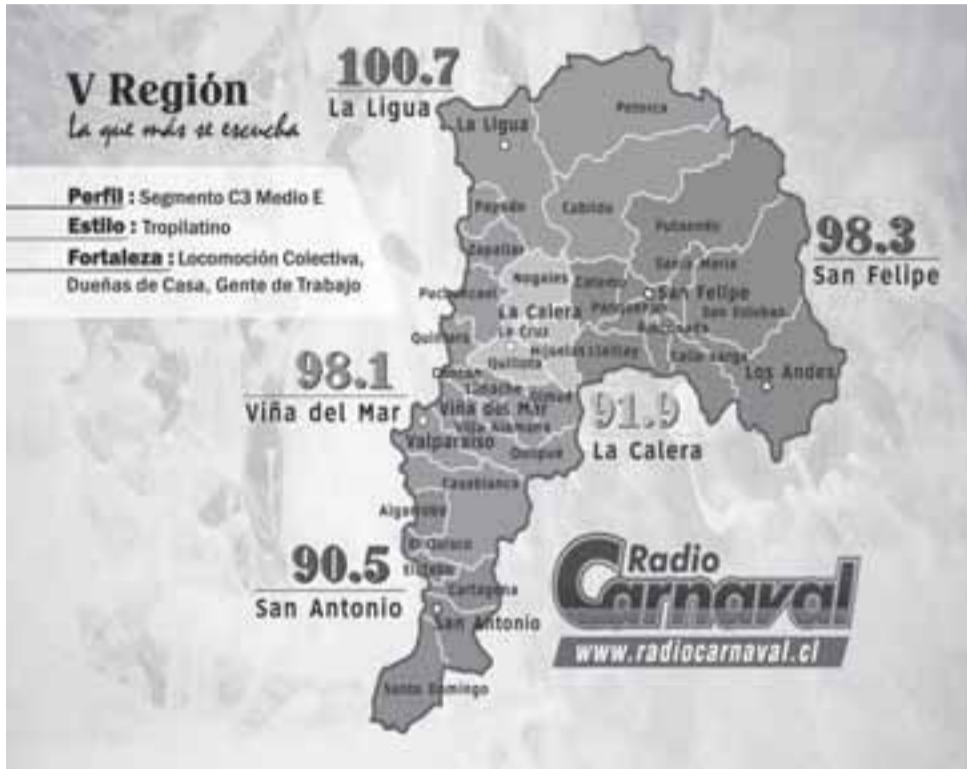 V Región
La que más se escucha
Perfil : Segmento C3 Medio E
Estilo : Tropilatino
Fortaleza : Locomoción Colectiva,
Dueñas de Casa, Gente de Trabajo
100.7
La Ligua
98.3
San Felipe
98.1
Viña del Mar
91.9
La Calera
90.5
San Antonio
La Ligua
Petorca
Papudo
Cabildo
Zapallar
Putaendo
Santa María
Nogales
Catemu
San Felipe
Puchuncaví
Panquehue
San Esteban
La Calera
La Cruz
Rinconada
Quintero
Hijuelas
Llaillay
Calle Larga
Quillota
Los Andes
Limache
Olmué
Viña del Mar
Villa Alemana
Valparaíso
Quilpué
Casablanca
Algarrobo
El Quisco
El Tabo
Cartagena
San Antonio
Santo Domingo
Radio
Carnaval
www.radiocarnaval.cl